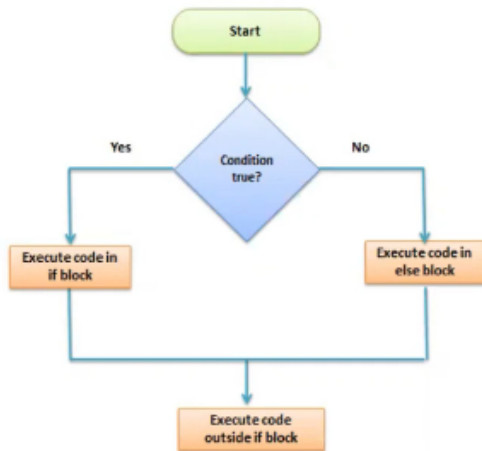 Start
Yes
Condition
true?
No
Execute code in
if block
Execute code in
else block
Execute code
outside if block